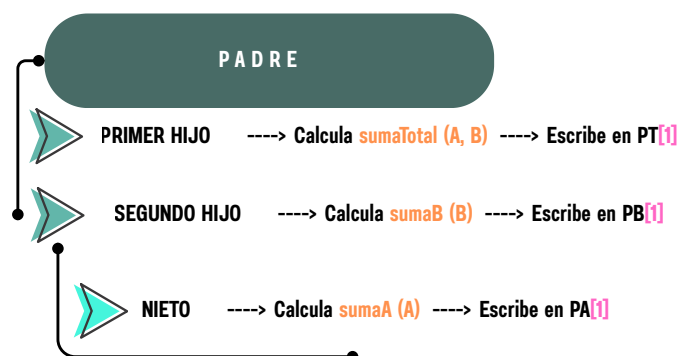 PADRE
PRIMER HIJO ----> Calcula sumaTotal (A, B) ----> Escribe en PT[1]
SEGUNDO HIJO ----> Calcula sumaB (B) ----> Escribe en PB[1]
NIETO ----> Calcula sumaA (A) ----> Escribe en PA[1]